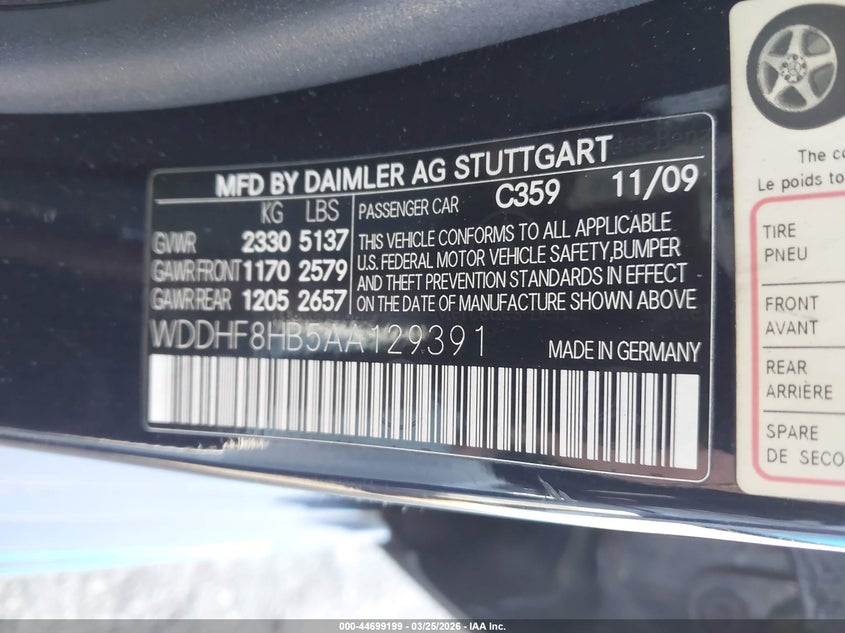 MFD BY DAIMLER AG STUTTGART
KG LBS PASSENGER CAR C359 11/09
GVWR 2330 5137
GAWR FRONT 1170 2579
GAWR REAR 1205 2657
THIS VEHICLE CONFORMS TO ALL APPLICABLE
U.S. FEDERAL MOTOR VEHICLE SAFETY, BUMPER
AND THEFT PREVENTION STANDARDS IN EFFECT
ON THE DATE OF MANUFACTURE SHOWN ABOVE
WDDHF8HB5AA129391
MADE IN GERMANY
The co
Le poids to
TIRE
PNEU
FRONT
AVANT
REAR
ARRIÈRE
SPARE
DE SECO
000-44699199 — 03/25/2026 — IAA Inc.